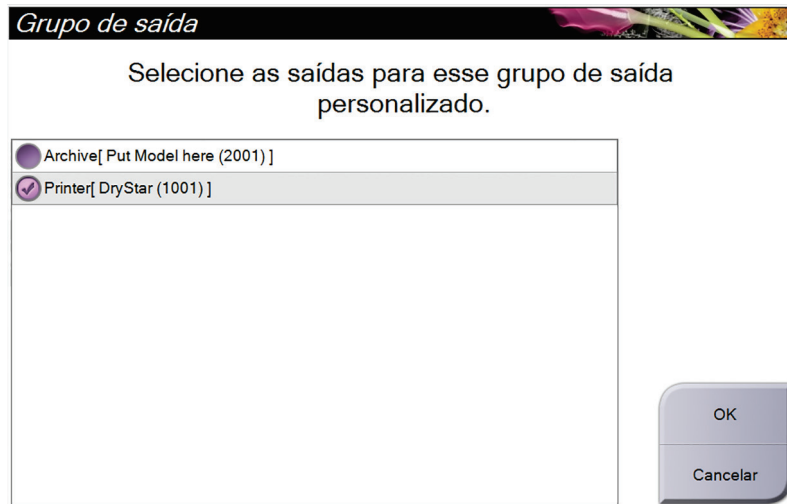 Grupo de saída
Selecione as saídas para esse grupo de saída
personalizado.
Archive[ Put Model here (2001) ]
Printer[ DryStar (1001) ]
OK
Cancelar